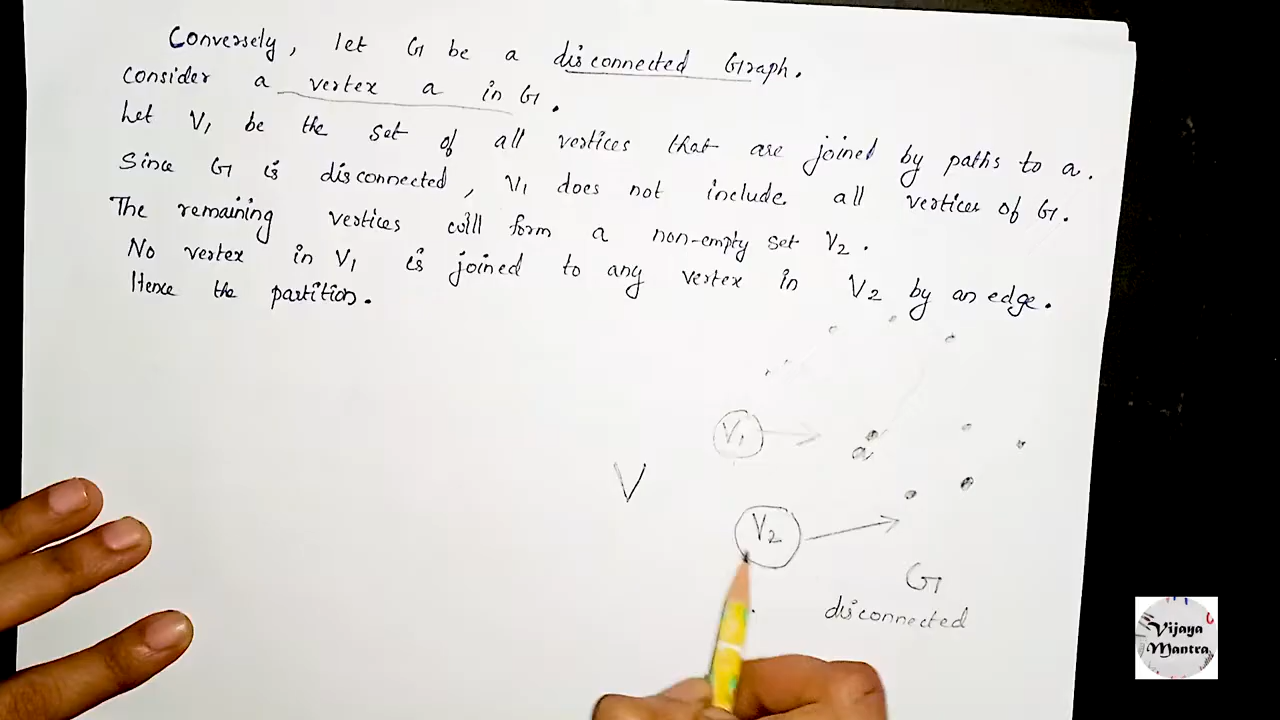 Conversely, let G be a disconnected Graph.
Consider a vertex a in G.
Let V1 be the set of all vertices that are joined by paths to a.
Since G is disconnected, V1 does not include all vertices of G.
The remaining vertices will form a non-empty set V2.
No vertex in V1 is joined to any vertex in V2 by an edge.
Hence the partition.
V1
a
V
V2
G
disconnected
Vijaya
Mantra